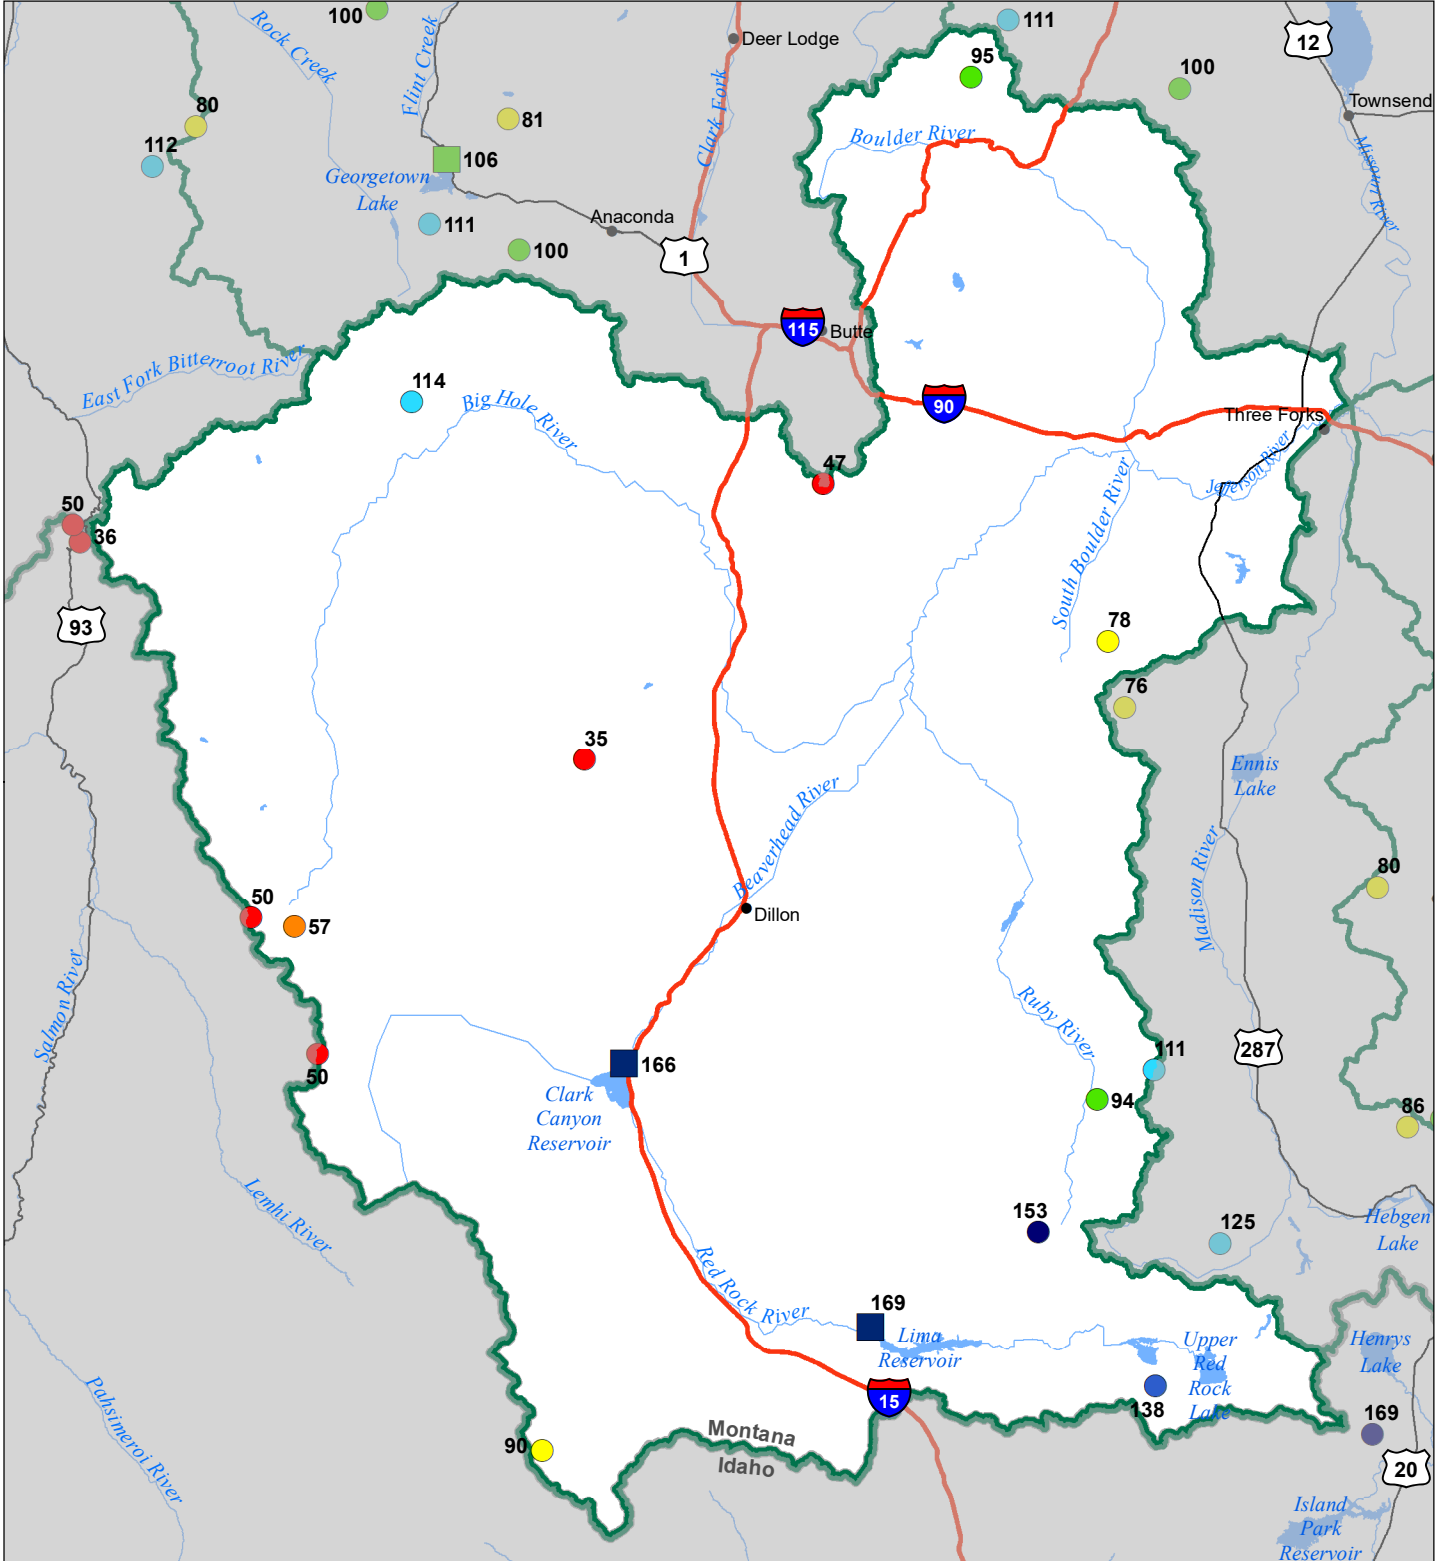 100
Rock Creek
Flint Creek
Deer Lodge
Clark Fork
111
95
12
100
Townsend
Missouri River
80
81
112
106
Georgetown
Lake
Boulder River
111
Anaconda
100
1
115
Butte
East Fork Bitterroot River
114
Big Hole River
90
Three Forks
Jefferson River
47
South Boulder River
50
36
93
78
76
35
Ennis
Lake
Beaverhead River
Madison River
80
50
57
Dillon
Salmon River
Ruby River
287
111
166
Clark
Canyon
Reservoir
50
94
86
Lemhi River
153
125
Hebgen
Lake
Red Rock River
169
Lima
Reservoir
Upper
Red
Rock
Lake
Henrys
Lake
15
138
169
Pahsimeroi River
90
Montana
Idaho
20
Island
Park
Reservoir